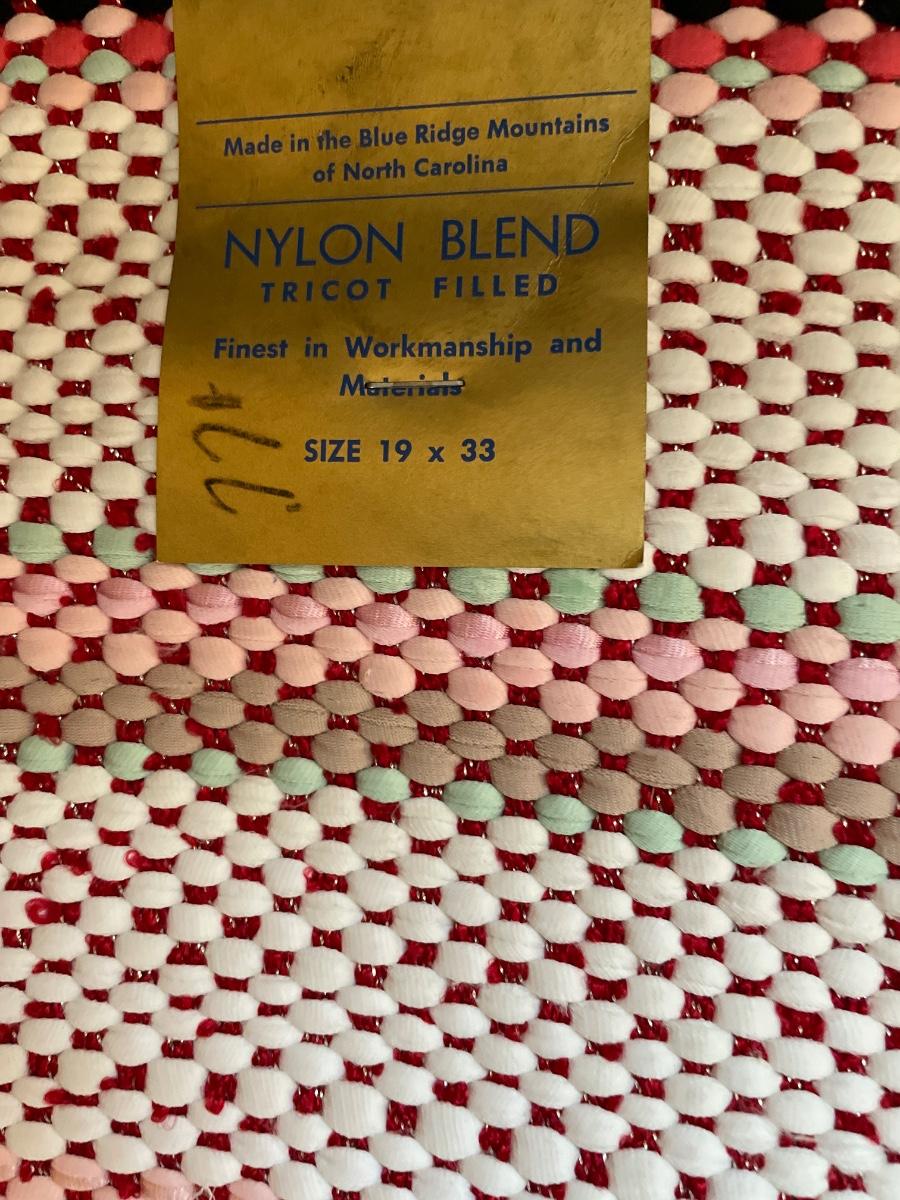 Made in the Blue Ridge Mountains
of North Carolina
NYLON BLEND
TRICOT FILLED
Finest in Workmanship and
Materials
SIZE 19 x 33